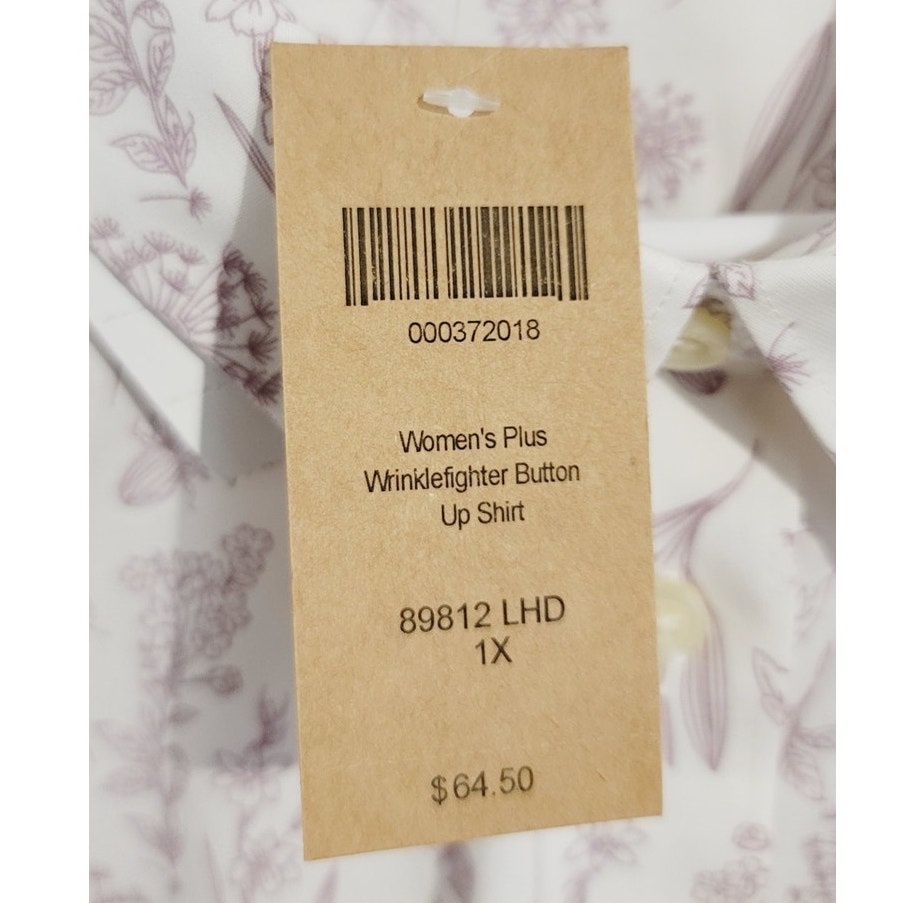 000372018
Women's Plus
Wrinklefighter Button
Up Shirt
89812 LHD
1X
$64.50